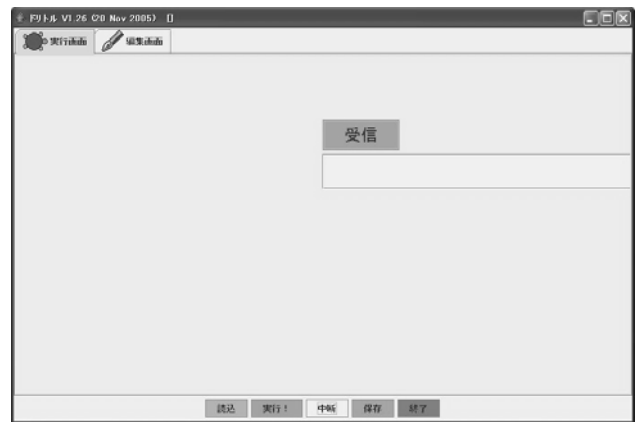 ドリトル V1.26 (20 Nov 2005) []
実行画面 編集画面
受信
読込 実行！ 中断 保存 終了